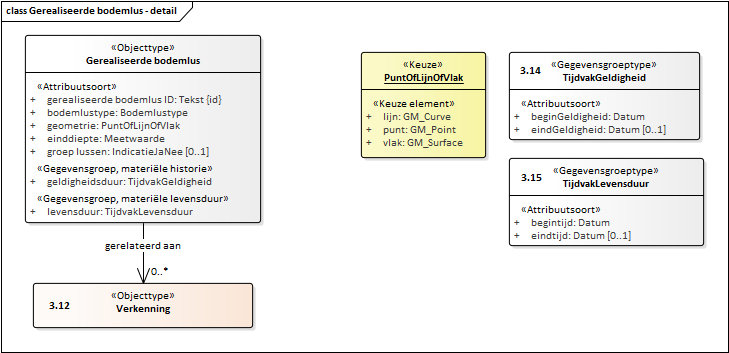 class Gerealiseerde bodemlus - detail
«Objecttype»
Gerealiseerde bodemlus
«Attribuutsoort»
+ gerealiseerde bodemlus ID: Tekst {id}
+ bodemlustype: Bodemlustype
+ geometrie: PuntOfLijnOfVlak
+ einddiepte: Meetwaarde
+ groep lussen: IndicatieJaNee [0..1]
«Gegevensgroep, materiële historie»
+ geldigheidsduur: TijdvakGeldigheid
«Gegevensgroep, materiële levensduur»
+ levensduur: TijdvakLevensduur
gerelateerd aan
0..*
3.12
«Objecttype»
Verkenning
«Keuze»
PuntOfLijnOfVlak
«Keuze element»
+ lijn: GM_Curve
+ punt: GM_Point
+ vlak: GM_Surface
3.14
«Gegevensgroeptype»
TijdvakGeldigheid
«Attribuutsoort»
+ beginGeldigheid: Datum
+ eindGeldigheid: Datum [0..1]
3.15
«Gegevensgroeptype»
TijdvakLevensduur
«Attribuutsoort»
+ begintijd: Datum
+ eindtijd: Datum [0..1]